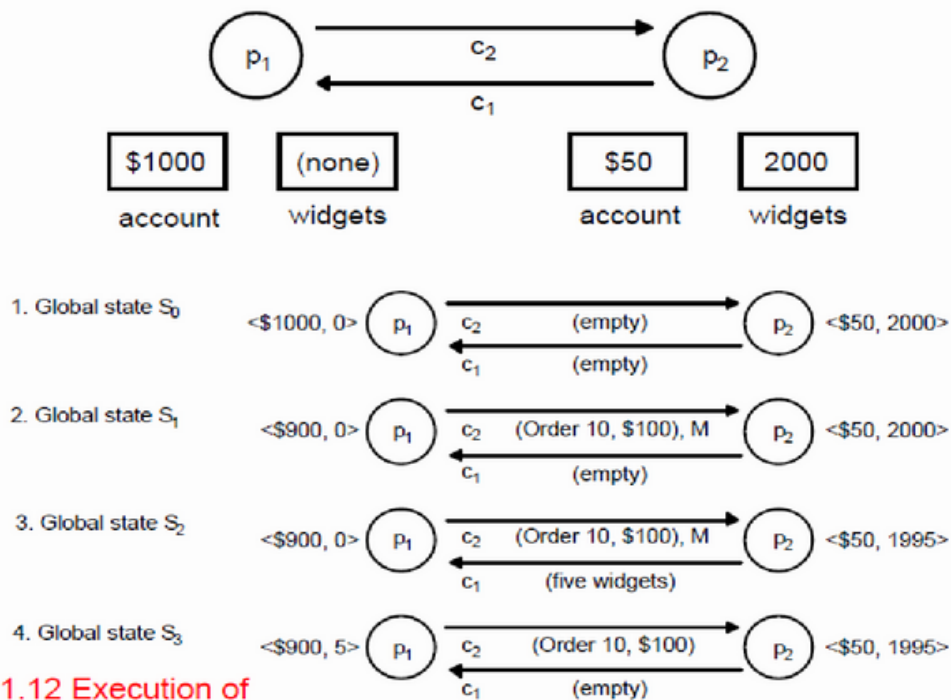 p1 c2 p2
c1
$1000 (none) $50 2000
account widgets account widgets
1. Global state S0
<$1000, 0> p1 c2 (empty) p2 <$50, 2000>
c1 (empty)
2. Global state S1
<$900, 0> p1 c2 (Order 10, $100), M p2 <$50, 2000>
c1 (empty)
3. Global state S2
<$900, 0> p1 c2 (Order 10, $100), M p2 <$50, 1995>
c1 (five widgets)
4. Global state S3
<$900, 5> p1 c2 (Order 10, $100) p2 <$50, 1995>
c1 (empty)
1.12 Execution of